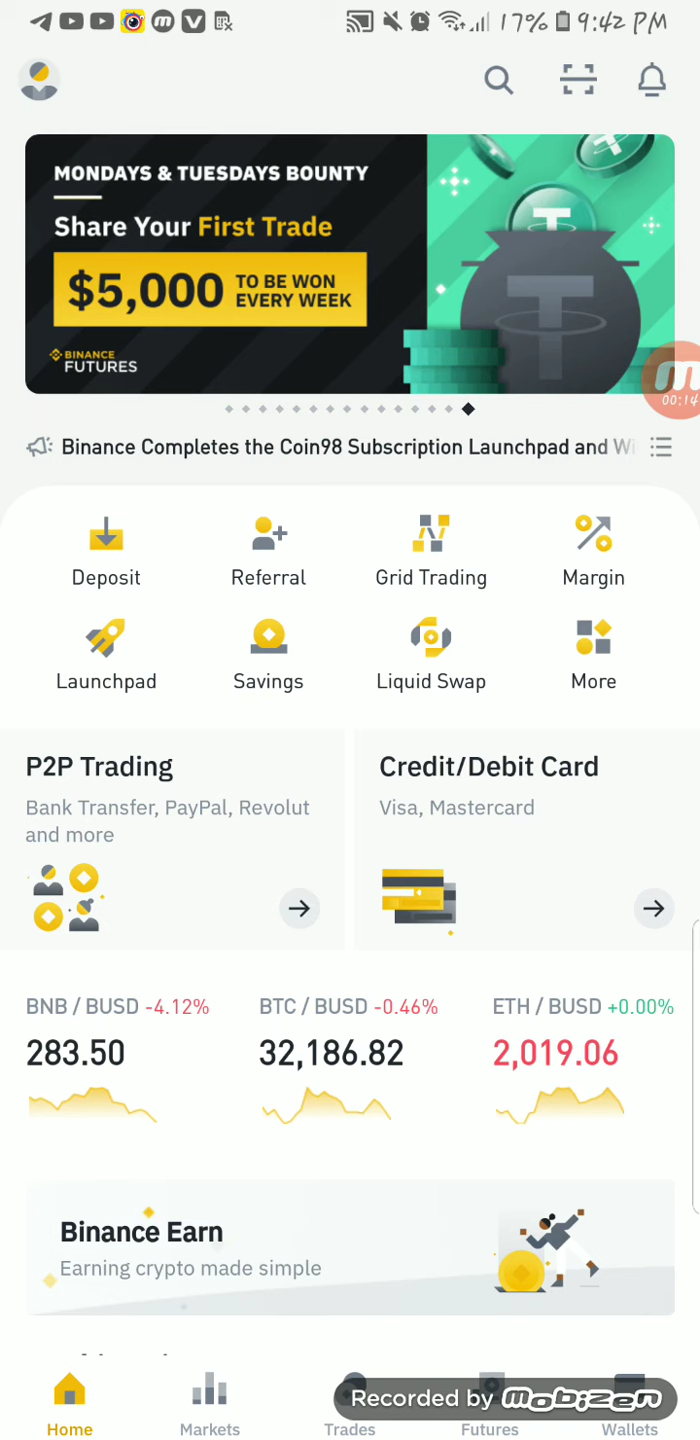 17% 9:42 PM
MONDAYS & TUESDAYS BOUNTY
Share Your First Trade
$5,000 TO BE WON
EVERY WEEK
BINANCE
FUTURES
00:14
Binance Completes the Coin98 Subscription Launchpad and Wi
Deposit Referral Grid Trading Margin
Launchpad Savings Liquid Swap More
P2P Trading
Bank Transfer, PayPal, Revolut
and more
Credit/Debit Card
Visa, Mastercard
BNB / BUSD -4.12%
283.50
BTC / BUSD -0.46%
32,186.82
ETH / BUSD +0.00%
2,019.06
Binance Earn
Earning crypto made simple
Recorded by mobizen
Home Markets Trades Futures Wallets